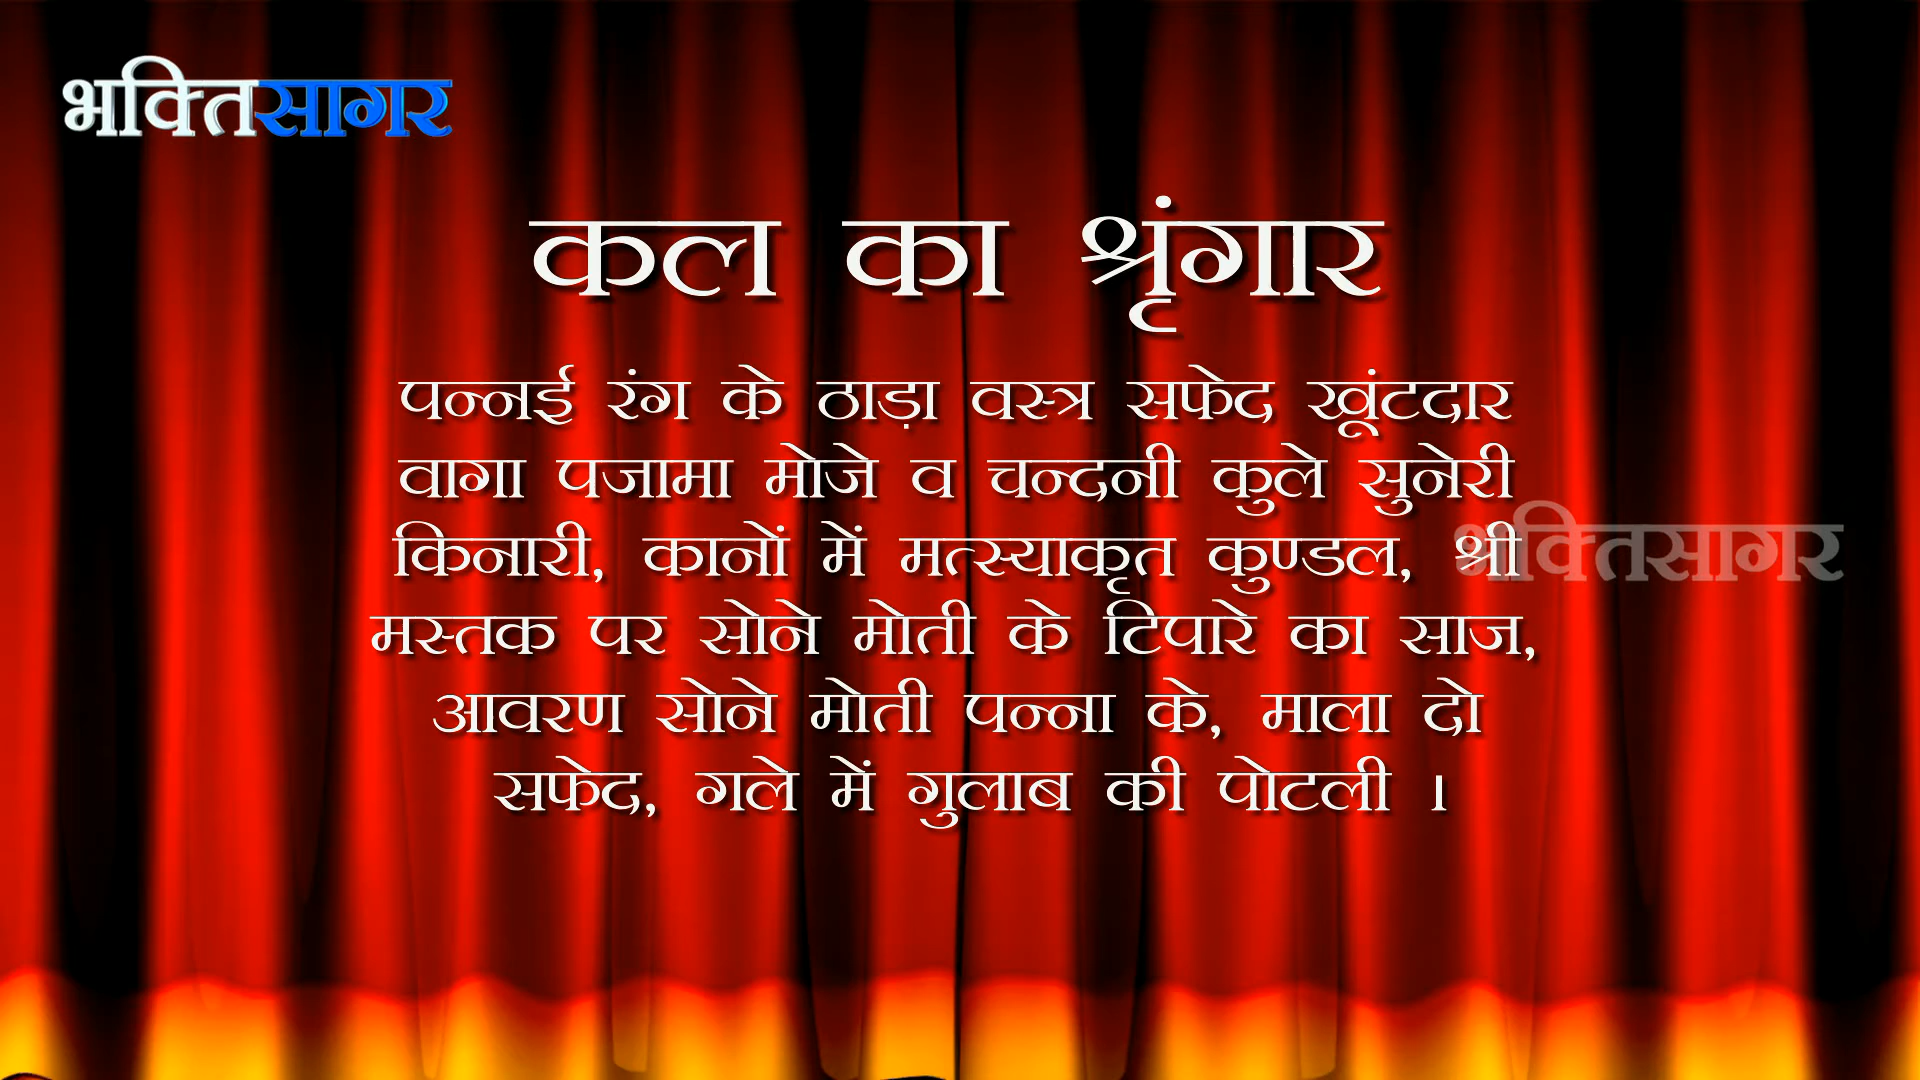 भक्तिसागर
कल का श्रृंगार
पन्नई रंग के ठाड़ा वस्त्र सफेद खूंटदार
वागा पजामा मोजे व चन्दनी कुले सुनेरी
किनारी, कानों में मत्स्याकृत कुण्डल, श्री
मस्तक पर सोने मोती के टिपारे का साज,
आवरण सोने मोती पन्ना के, माला दो
सफेद, गले में गुलाब की पोटली ।
भक्तिसागर